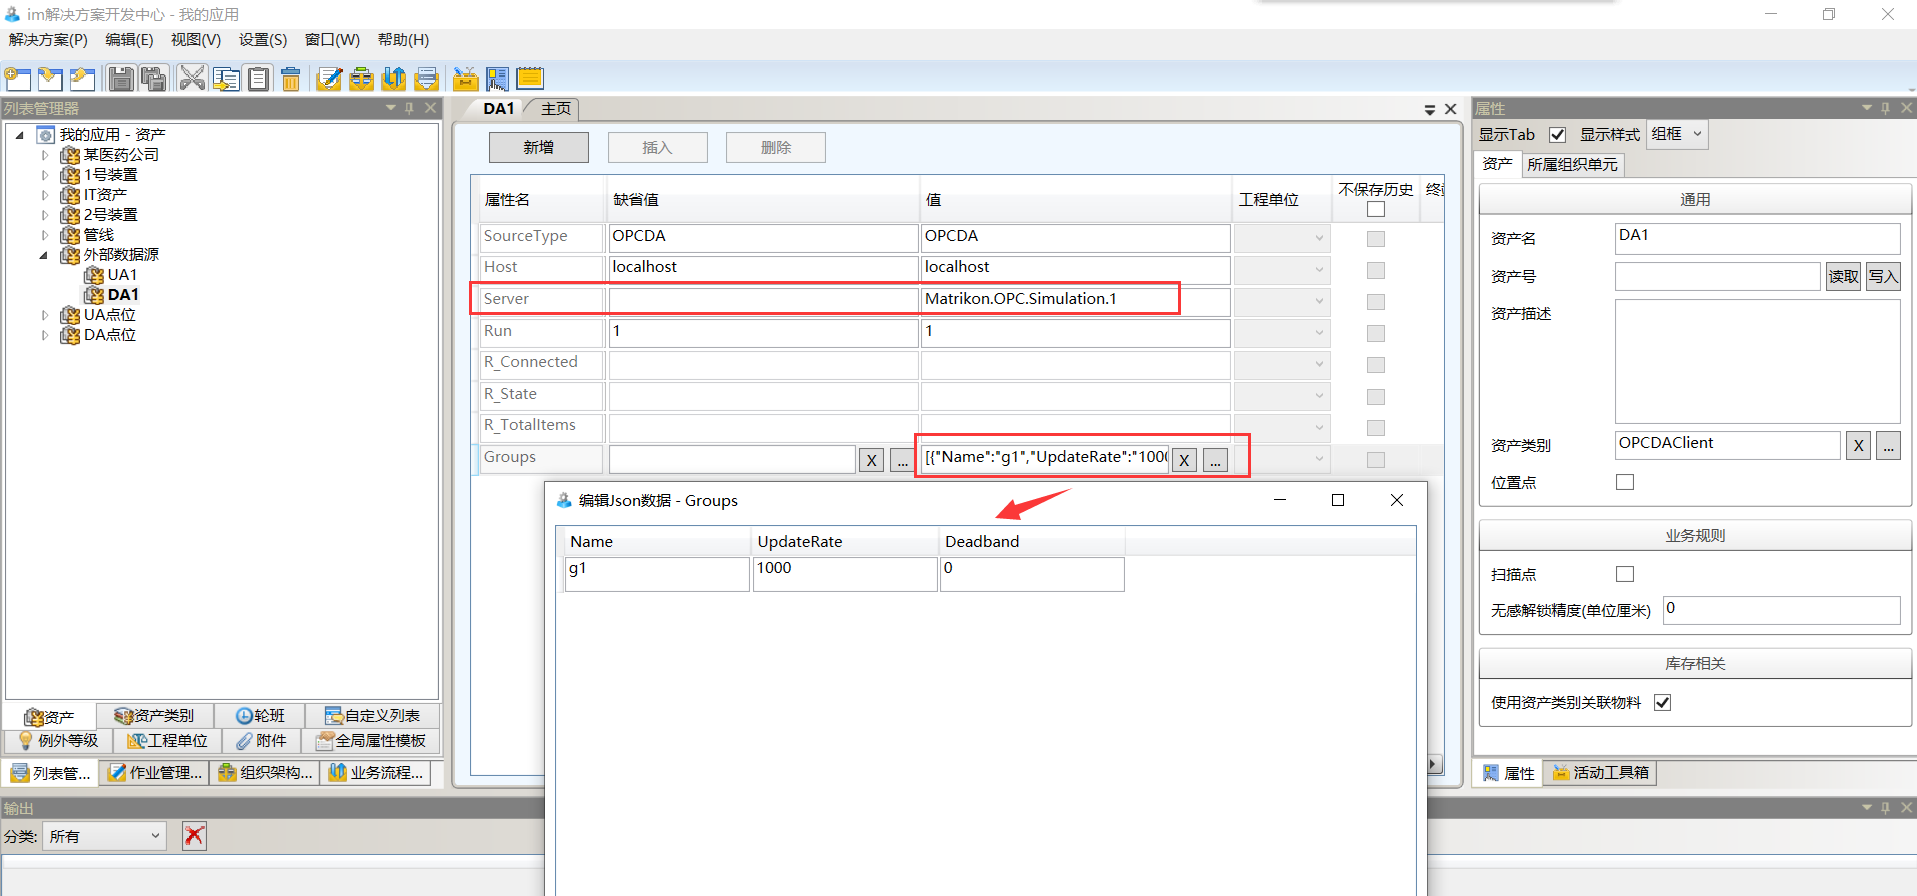 im解决方案开发中心 - 我的应用
解决方案(P) 编辑(E) 视图(V) 设置(S) 窗口(W) 帮助(H)
列表管理器
我的应用 - 资产
某医药公司
1号装置
IT资产
2号装置
管线
外部数据源
UA1
DA1
UA点位
DA点位
资产 资产类别 轮班 自定义列表
例外等级 工程单位 附件 全局属性模板
列表管... 作业管理... 组织架构... 业务流程...
DA1 主页
新增 插入 删除
属性名 缺省值 值 工程单位 不保存历史
SourceType OPCDA OPCDA
Host localhost localhost
Server Matrikon.OPC.Simulation.1
Run 1 1
R_Connected
R_State
R_TotalItems
Groups X ... [{"Name":"g1","UpdateRate":"1000 X ...
编辑Json数据 - Groups
Name UpdateRate Deadband
g1 1000 0
属性
显示Tab 显示样式 组框
资产 所属组织单元
通用
资产名 DA1
资产号 读取 写入
资产描述
资产类别 OPCDAClient X ...
位置点
业务规则
扫描点
无感解锁精度(单位厘米) 0
库存相关
使用资产类别关联物料
属性 活动工具箱
输出
分类: 所有